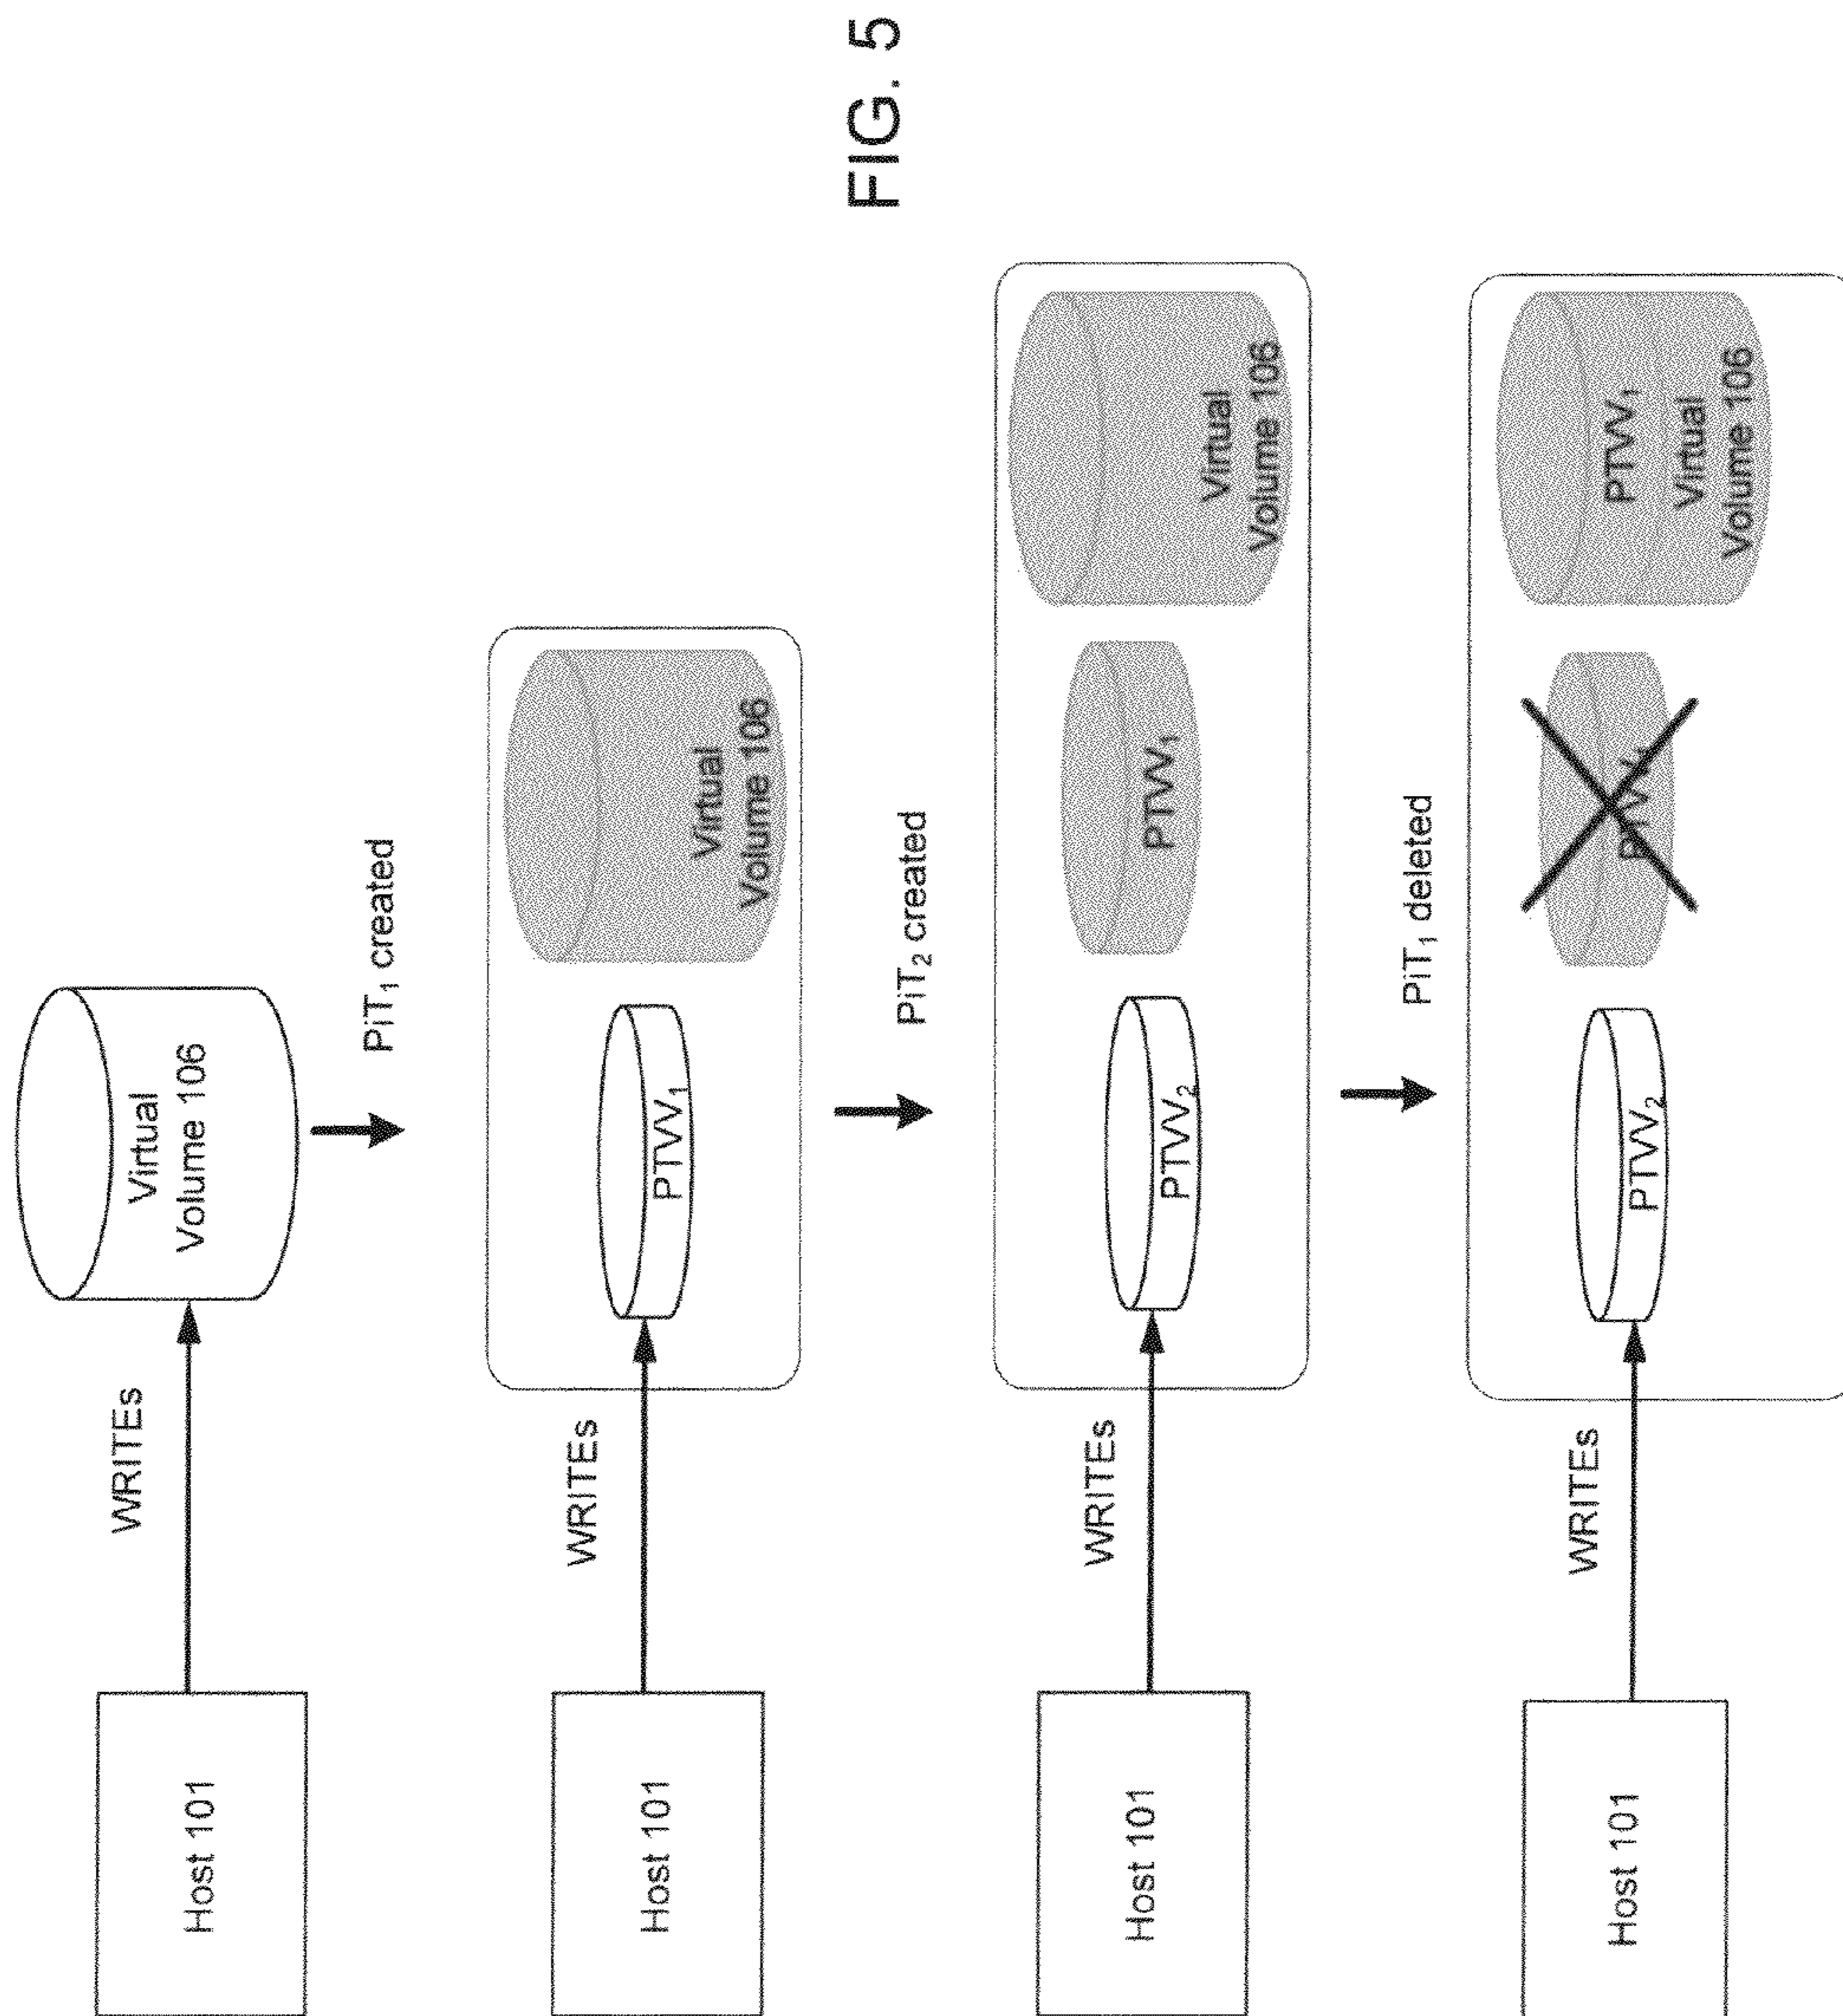 Host 101
WRITEs
Virtual
Volume 106
PiT₁ created
Host 101
WRITEs
PTVV₁
Virtual
Volume 106
PiT₂ created
Host 101
WRITEs
PTVV₂
PTVV₁
Virtual
Volume 106
PiT₁ deleted
Host 101
WRITEs
PTVV₂
PTVV₁
PTVV₁
Virtual
Volume 106
FIG. 5